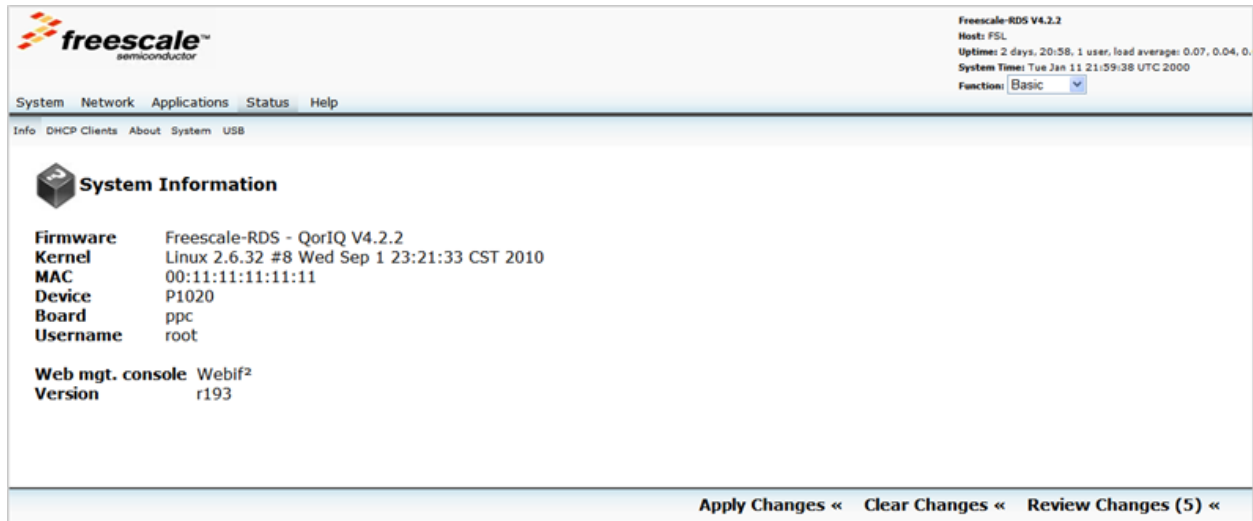 freescale™
semiconductor
Freescale-RDS V4.2.2
Host: FSL
Uptime: 2 days, 20:58, 1 user, load average: 0.07, 0.04, 0.
System Time: Tue Jan 11 21:59:38 UTC 2000
Function: Basic
System Network Applications Status Help
Info DHCP Clients About System USB
System Information
Firmware Freescale-RDS - QorIQ V4.2.2
Kernel Linux 2.6.32 #8 Wed Sep 1 23:21:33 CST 2010
MAC 00:11:11:11:11:11
Device P1020
Board ppc
Username root
Web mgt. console Webif²
Version r193
Apply Changes « Clear Changes « Review Changes (5) «